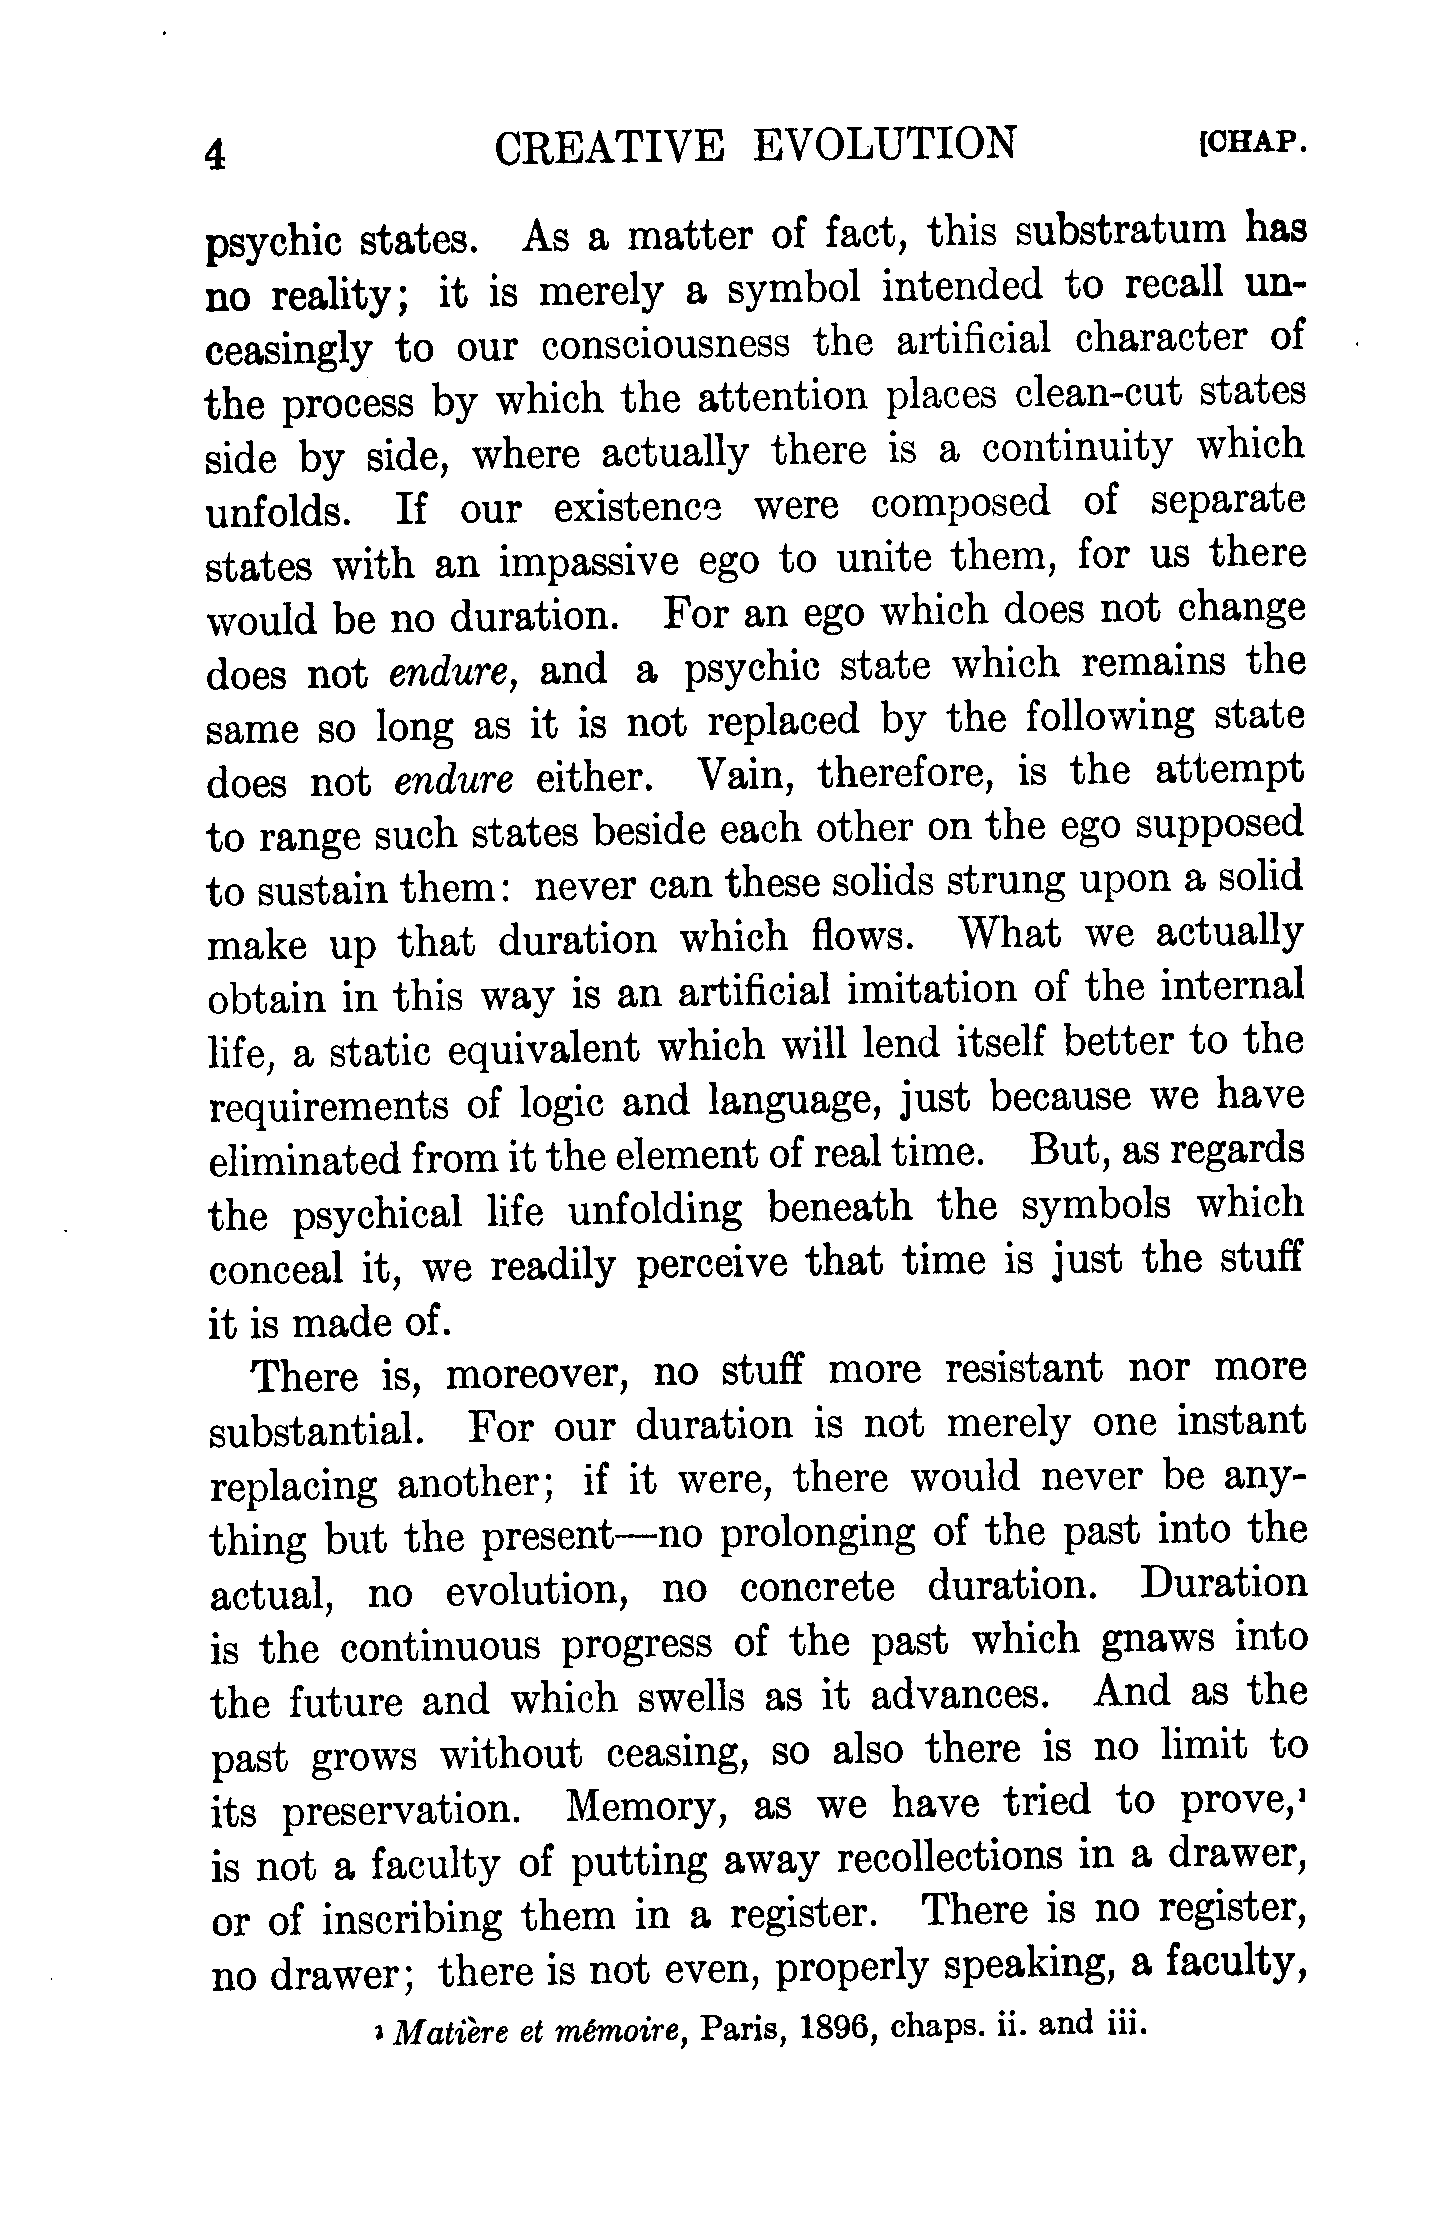 4 CREATIVE EVOLUTION [CHAP.
psychic states. As a matter of fact, this substratum has
no reality; it is merely a symbol intended to recall un-
ceasingly to our consciousness the artificial character of
the process by which the attention places clean-cut states
side by side, where actually there is a continuity which
unfolds. If our existence were composed of separate
states with an impassive ego to unite them, for us there
would be no duration. For an ego which does not change
does not endure, and a psychic state which remains the
same so long as it is not replaced by the following state
does not endure either. Vain, therefore, is the attempt
to range such states beside each other on the ego supposed
to sustain them: never can these solids strung upon a solid
make up that duration which flows. What we actually
obtain in this way is an artificial imitation of the internal
life, a static equivalent which will lend itself better to the
requirements of logic and language, just because we have
eliminated from it the element of real time. But, as regards
the psychical life unfolding beneath the symbols which
conceal it, we readily perceive that time is just the stuff
it is made of.
There is, moreover, no stuff more resistant nor more
substantial. For our duration is not merely one instant
replacing another; if it were, there would never be any-
thing but the present—no prolonging of the past into the
actual, no evolution, no concrete duration. Duration
is the continuous progress of the past which gnaws into
the future and which swells as it advances. And as the
past grows without ceasing, so also there is no limit to
its preservation. Memory, as we have tried to prove,¹
is not a faculty of putting away recollections in a drawer,
or of inscribing them in a register. There is no register,
no drawer; there is not even, properly speaking, a faculty,
¹ Matière et mémoire, Paris, 1896, chaps. ii. and iii.